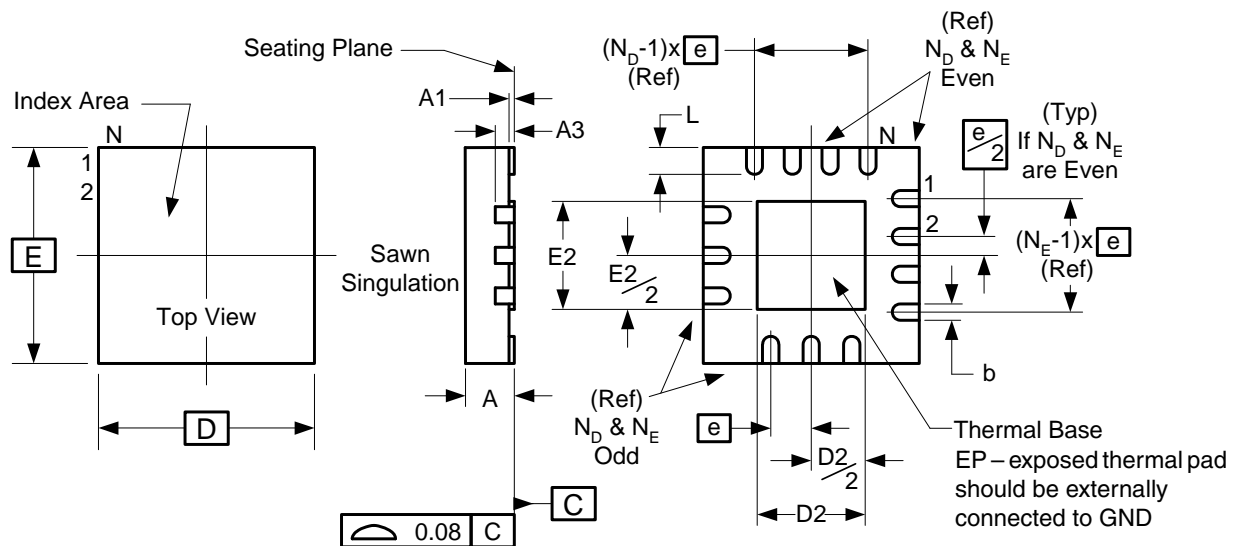 Seating Plane
Index Area
A1
A3
N
1
2
E
Top View
D
Sawn
Singulation
A
C
0.08 C
(N_D-1)x e
(Ref)
(Ref)
N_D & N_E
Even
L
N
e/2
(Typ)
If N_D & N_E
are Even
1
2
(N_E-1)x e
(Ref)
E2
E2/2
b
(Ref)
N_D & N_E
Odd
e
D2/2
D2
Thermal Base
EP – exposed thermal pad
should be externally
connected to GND